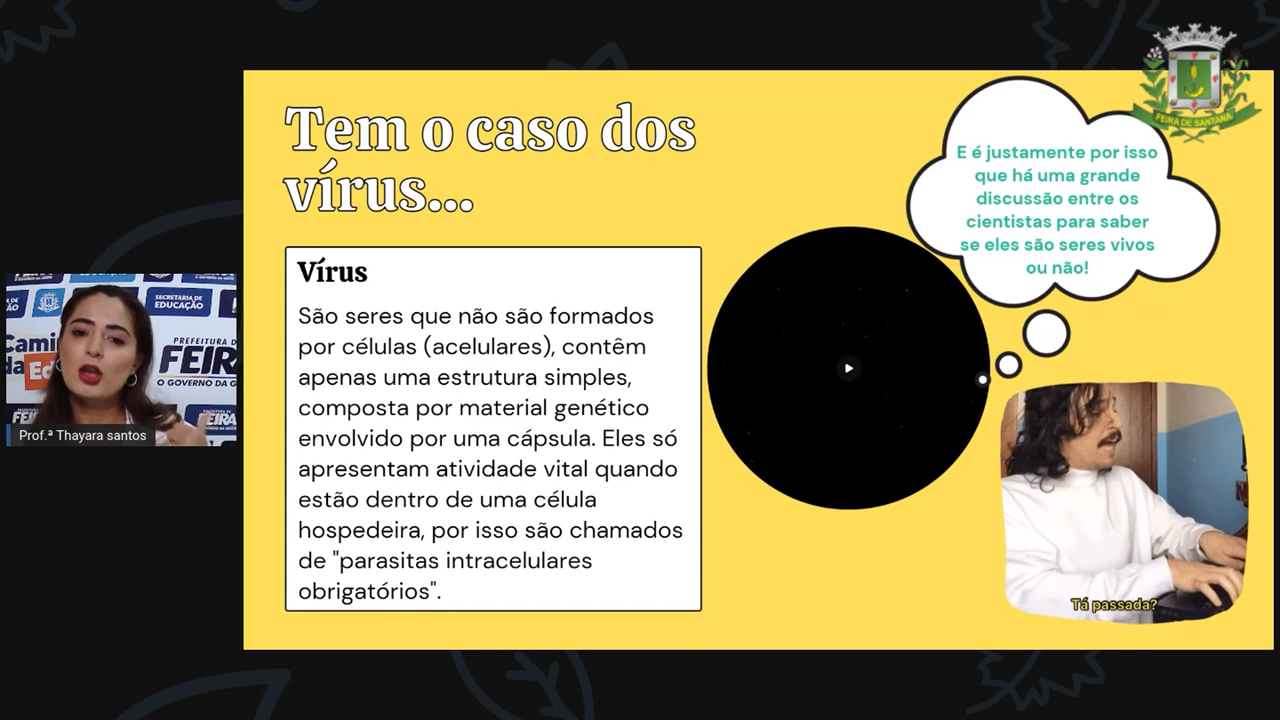 FEIRA DE SANTANA
Tem o caso dos
vírus...
E é justamente por isso
que há uma grande
discussão entre os
cientistas para saber
se eles são seres vivos
ou não!
Vírus
São seres que não são formados
por células (acelulares), contêm
apenas uma estrutura simples,
composta por material genético
envolvido por uma cápsula. Eles só
apresentam atividade vital quando
estão dentro de uma célula
hospedeira, por isso são chamados
de "parasitas intracelulares
obrigatórios".
SECRETARIA DE
EDUCAÇÃO
PREFEITURA D
FEIRA
O GOVERNO DA G
Prof.ª Thayara santos
Tá passada?